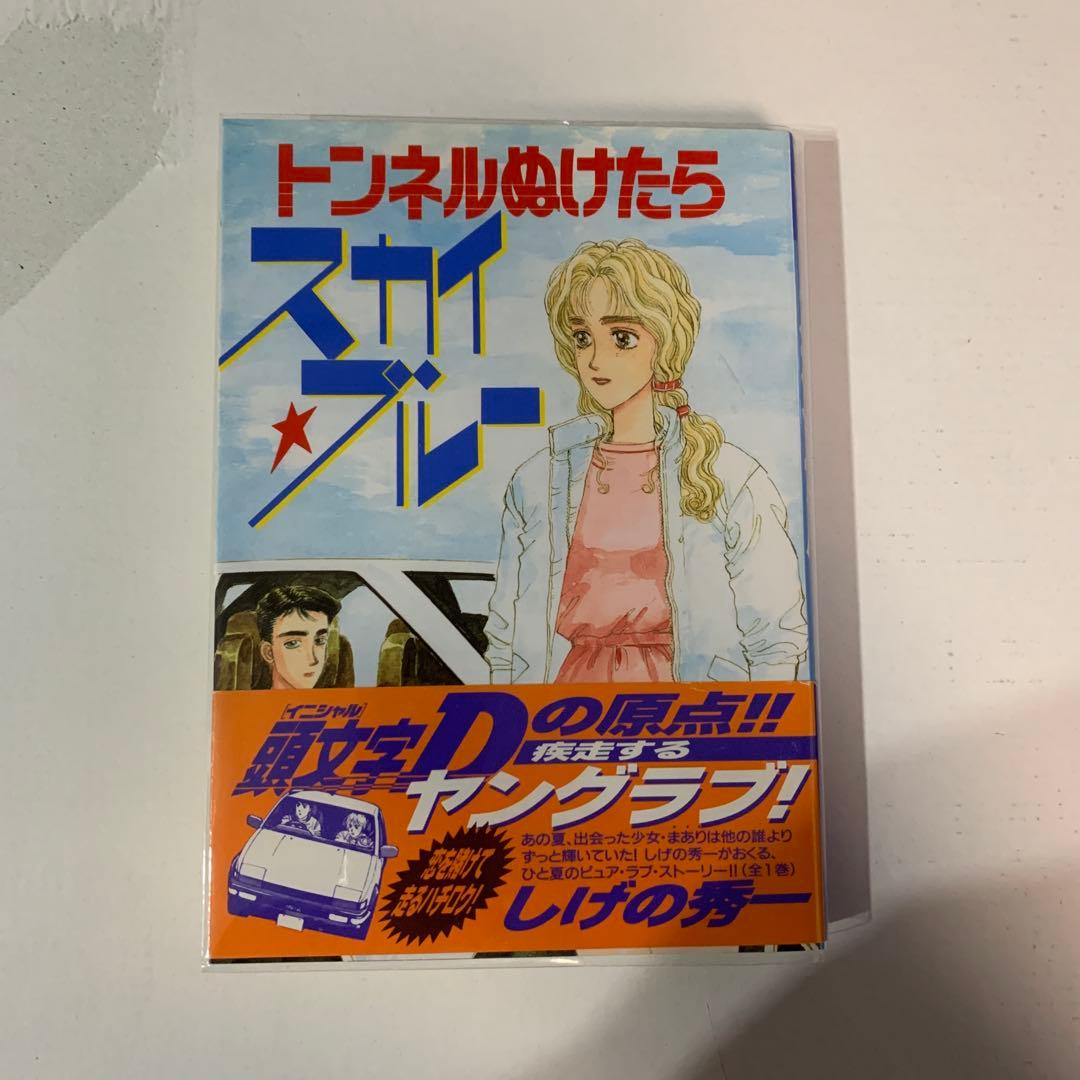 トンネルぬけたら
スカイ
★ブルー
[イニシャル]
頭文字Dの原点!!
疾走する
ヤングラブ!
あの夏、出会った少女・まありは他の誰より
ずっと輝いていた! しげの秀一がおくる、
ひと夏のピュア・ラブ・ストーリー!!(全1巻)
恋を賭けて
走るハチロク!
しげの秀一